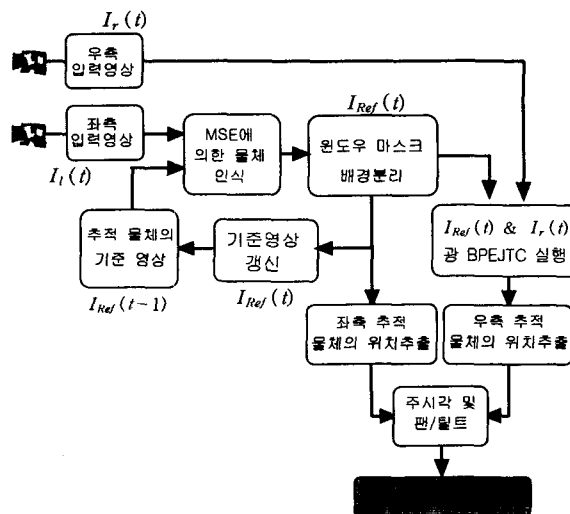 I_r(t)
우측
입력영상
좌측
입력영상
I_l(t)
MSE에
의한 물체
인식
I_Ref(t)
윈도우 마스크
배경분리
추적 물체의
기준 영상
I_Ref(t-1)
기준영상
갱신
I_Ref(t)
I_Ref(t) & I_r(t)
광 BPEJTC 실행
좌측 추적
물체의 위치추출
우측 추적
물체의 위치추출
주시각 및
팬/틸트